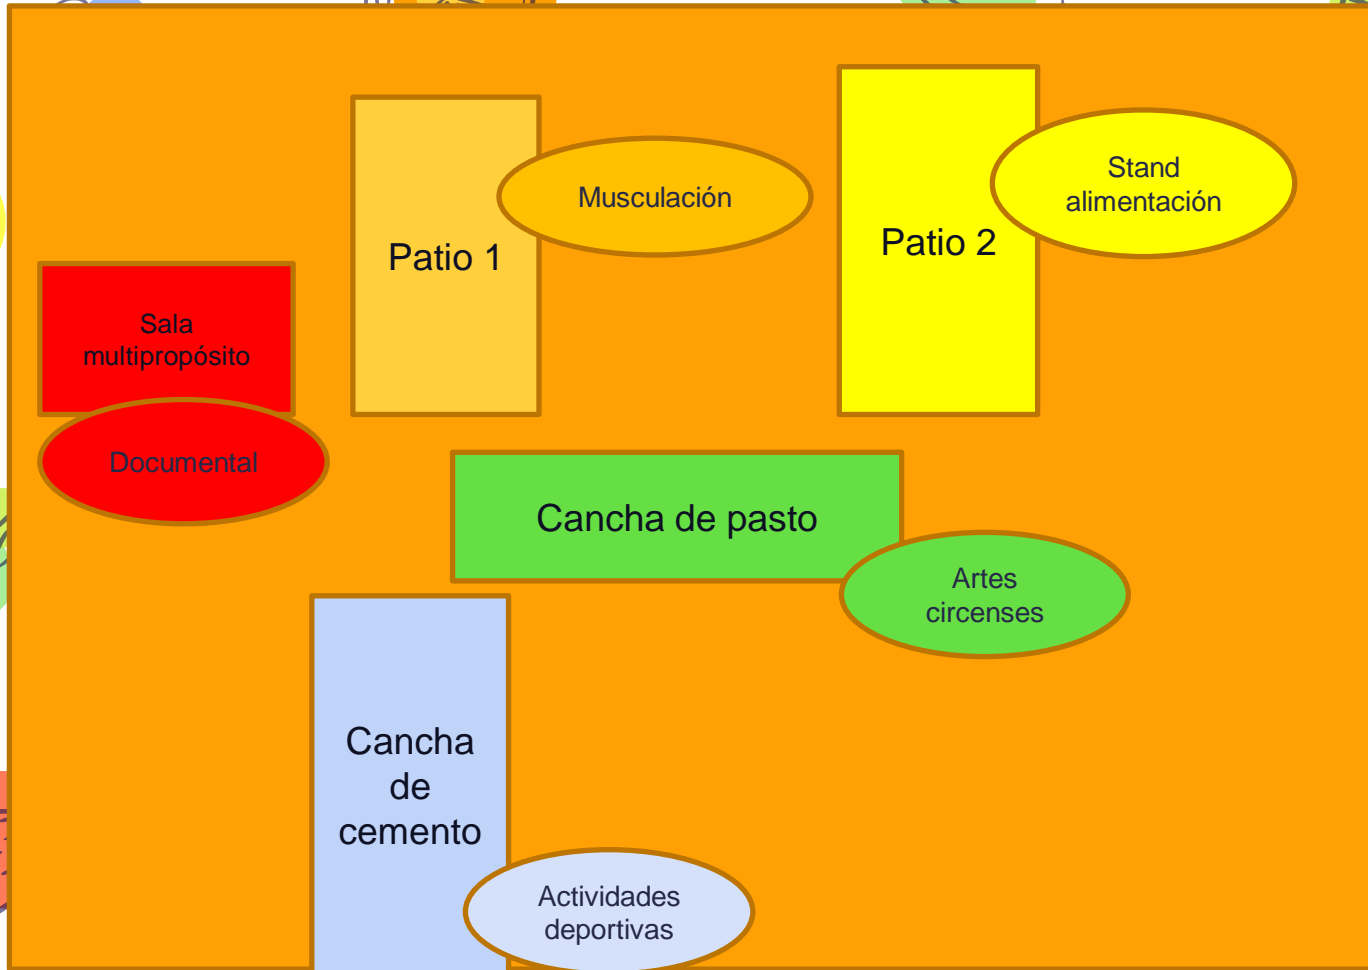 Patio 1
Musculación
Patio 2
Stand
alimentación
Sala
multipropósito
Documental
Cancha de pasto
Artes
circenses
Cancha
de
cemento
Actividades
deportivas